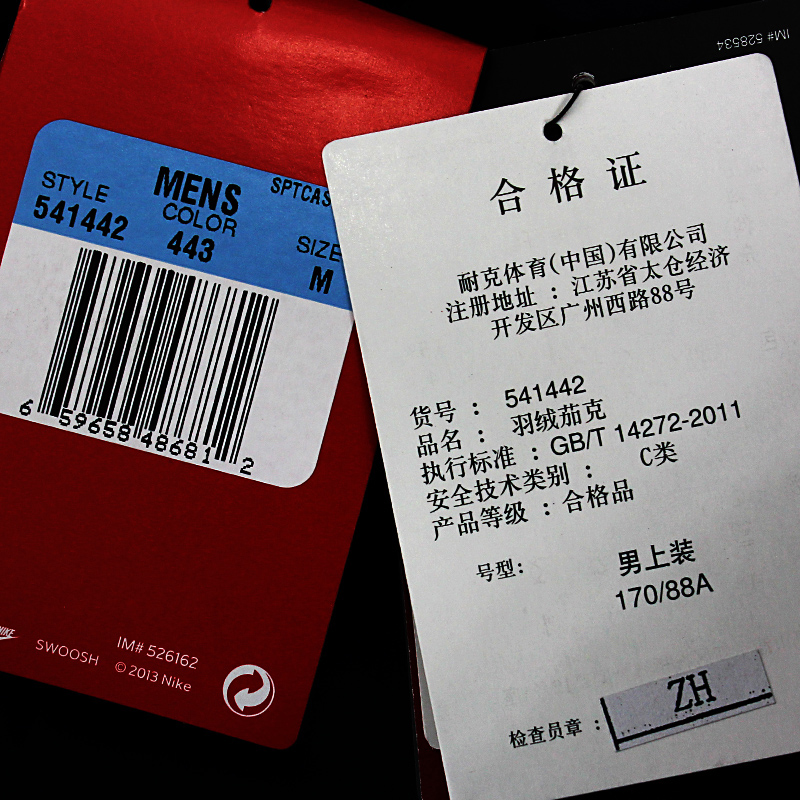 STYLE
541442
MENS
COLOR
443
SPTCAS
SIZE
M
6 59658 48681 2
NIKE
SWOOSH
IM# 526162
© 2013 Nike
IM# 528534
合格证
耐克体育(中国)有限公司
注册地址：江苏省太仓经济
开发区广州西路88号
货号： 541442
品名： 羽绒茄克
执行标准：GB/T 14272-2011
安全技术类别： C类
产品等级：合格品
号型: 男上装
170/88A
检查员章： ZH